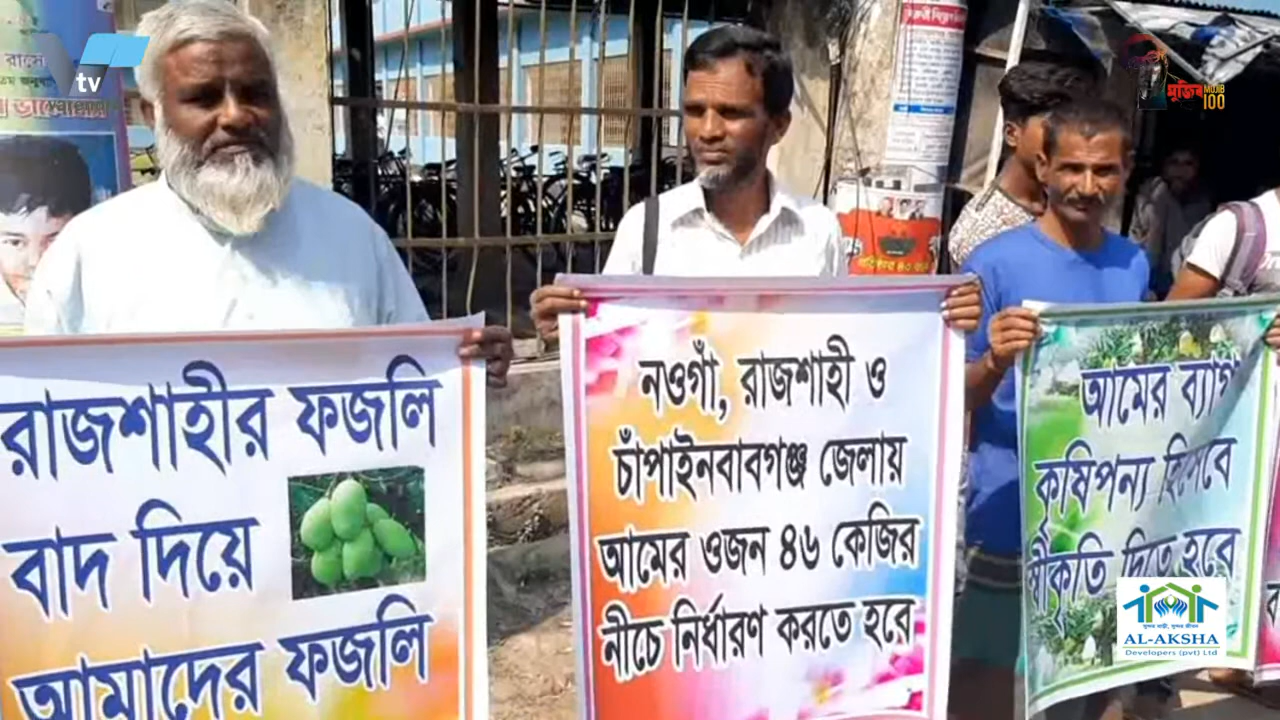 tv
মুজিব
MUJIB
100
রাজশাহীর ফজলি
বাদ দিয়ে
আমাদের ফজলি
নওগাঁ, রাজশাহী ও
চাঁপাইনবাবগঞ্জ জেলায়
আমের ওজন ৪৬ কেজির
নীচে নির্ধারণ করতে হবে
আমের ব্যাগ
কৃষিপন্য হিসেবে
স্বীকৃতি দিতে হবে
AL-AKSHA
Developers (pvt) Ltd